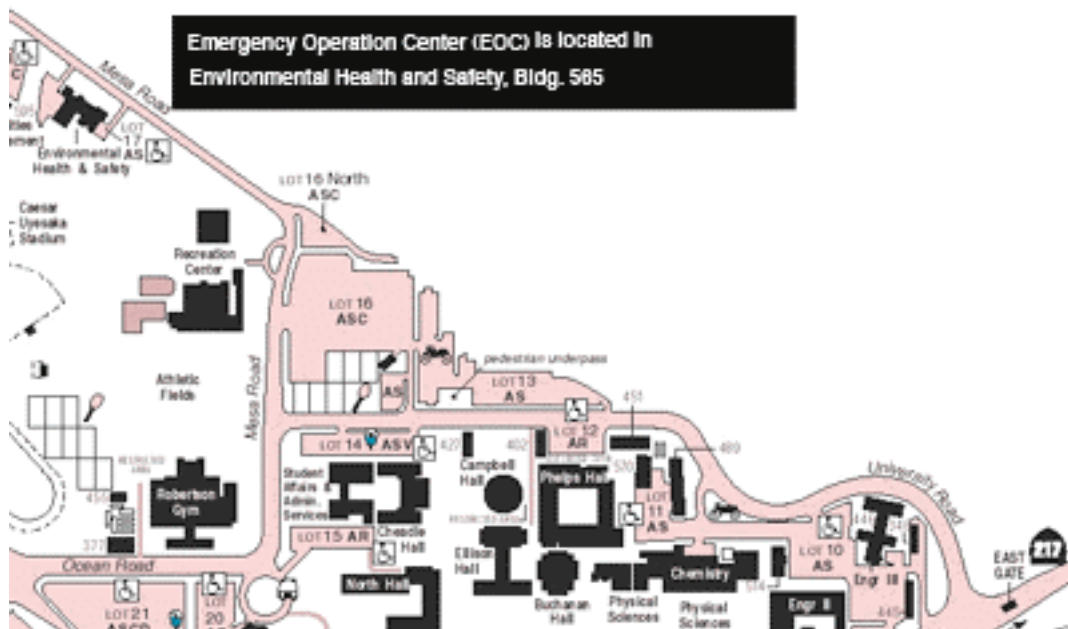 Emergency Operation Center (EOC) is located in
Environmental Health and Safety, Bldg. 565
Mesa Road
LOT
17
AS
Environmental
Health & Safety
LOT 16 North
ASC
Caesar
Uyesaka
Stadium
Recreation
Center
LOT 16
ASC
pedestrian underpass
LOT 13
AS
AS
Athletic
Fields
Mesa Road
451
LOT 12
AR
LOT 14
ASV
427
402
489
Campbell
Hall
Phelps Hall
570
University Road
Student
Affairs &
Admin.
Services
Robertson
Gym
LOT
11
AS
LOT 15 AR
Cheadle
Hall
Ellison
Hall
377
Ocean Road
North Hall
Chemistry
LOT 10
AS
Engr III
EAST
GATE
217
LOT 21
LOT
20
Buchanan
Hall
Physical
Sciences
Physical
Sciences
Engr II